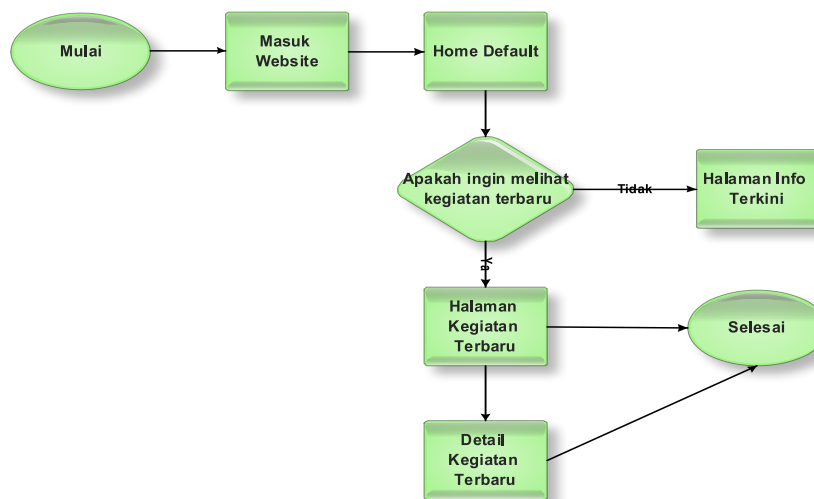 Mulai
Masuk
Website
Home Default
Apakah ingin melihat
kegiatan terbaru
Tidak
Halaman Info
Terkini
Ya
Halaman
Kegiatan
Terbaru
Selesai
Detail
Kegiatan
Terbaru